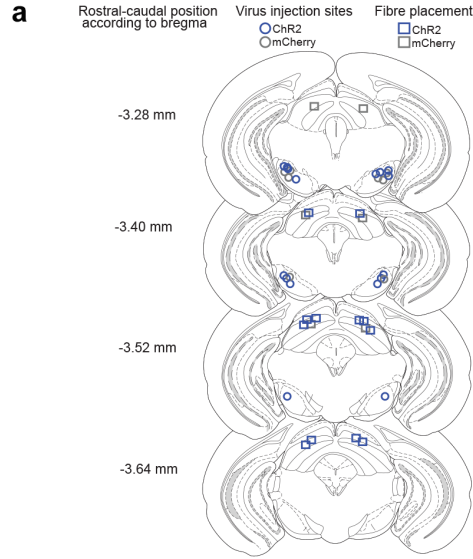 a
Rostral-caudal position
according to bregma
Virus injection sites
ChR2
mCherry
Fibre placement
ChR2
mCherry
-3.28 mm
-3.40 mm
-3.52 mm
-3.64 mm